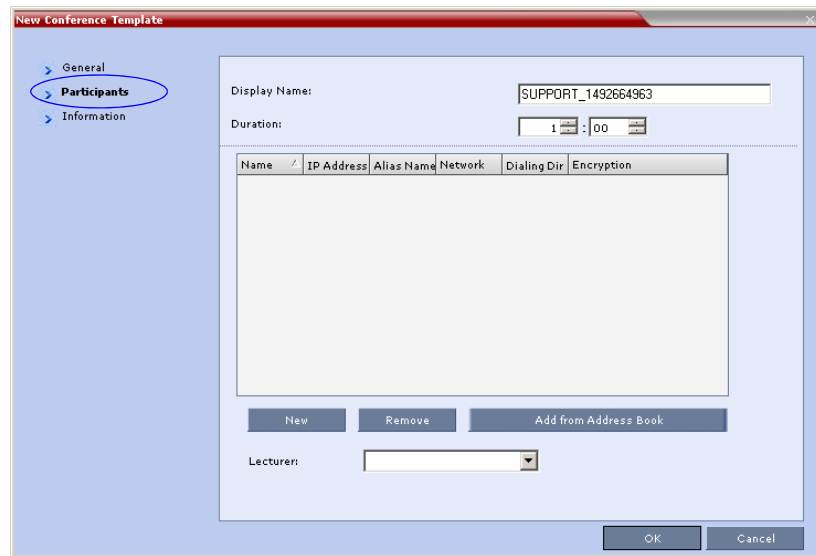 New Conference Template
General
Participants
Information
Display Name: SUPPORT_1492664963
Duration: 1 : 00
Name IP Address Alias Name Network Dialing Dir Encryption
New Remove Add from Address Book
Lecturer:
OK Cancel